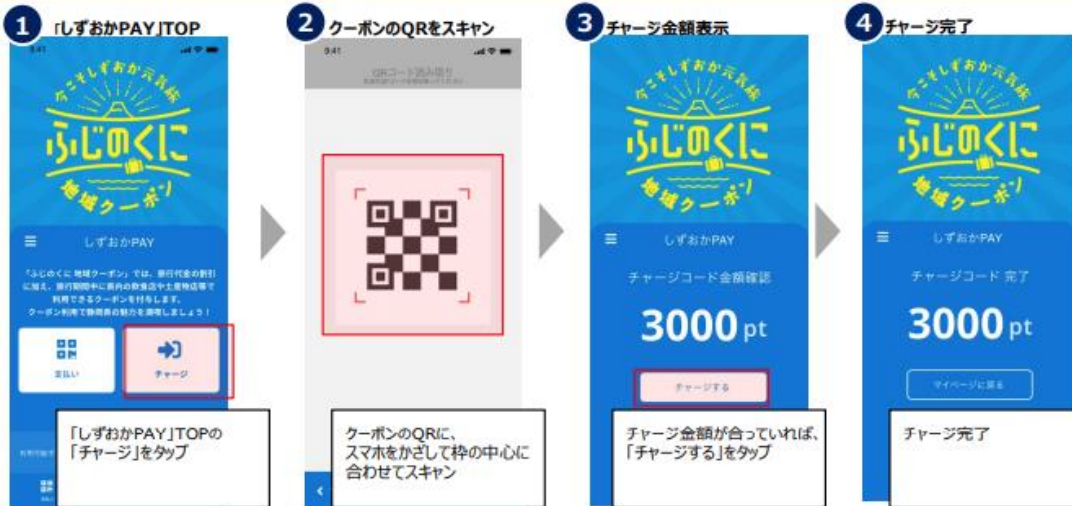 1
「しずおかPAY」TOP
9:41
今こそしずおか元気旅
ふじのくに
地域クーポン
しずおかPAY
「ふじのくに 地域クーポン」では、旅行代金の割引
に加え、旅行期間中に県内の飲食店や土産物店等で
利用できるクーポンを付与します。
クーポン利用で静岡県の魅力を満喫しましょう！
支払い
チャージ
「しずおかPAY」TOPの
「チャージ」をタップ
2
クーポンのQRをスキャン
9:41
QRコード読み取り
クーポンのQRに、
スマホをかざして枠の中心に
合わせてスキャン
3
チャージ金額表示
今こそしずおか元気旅
ふじのくに
地域クーポン
しずおかPAY
チャージコード金額確認
3000 pt
チャージする
チャージ金額が合っていれば、
「チャージする」をタップ
4
チャージ完了
今こそしずおか元気旅
ふじのくに
地域クーポン
しずおかPAY
チャージコード 完了
3000 pt
マイページに戻る
チャージ完了